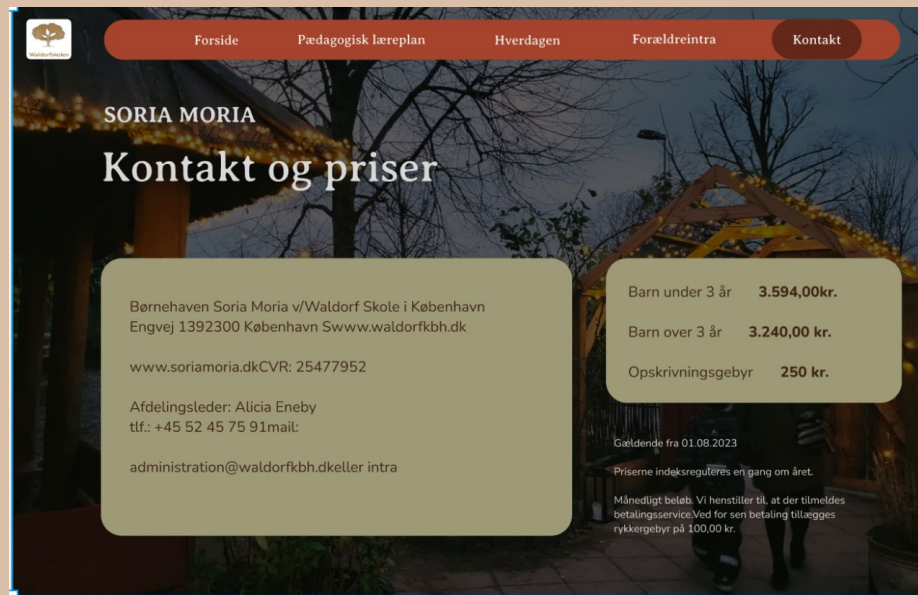 Waldorfskolen
Forside Pædagogisk læreplan Hverdagen Forældreintra Kontakt
SORIA MORIA
Kontakt og priser
Børnehaven Soria Moria v/Waldorf Skole i København
Engvej 1392300 København Swww.waldorfkbh.dk
www.soriamoria.dkCVR: 25477952
Afdelingsleder: Alicia Eneby
tlf.: +45 52 45 75 91mail:
administration@waldorfkbh.dkeller intra
Barn under 3 år 3.594,00kr.
Barn over 3 år 3.240,00 kr.
Opskrivningsgebyr 250 kr.
Gældende fra 01.08.2023
Priserne indeksreguleres en gang om året.
Månedligt beløb. Vi henstiller til, at der tilmeldes
betalingsservice.Ved for sen betaling tillægges
rykkergebyr på 100,00 kr.